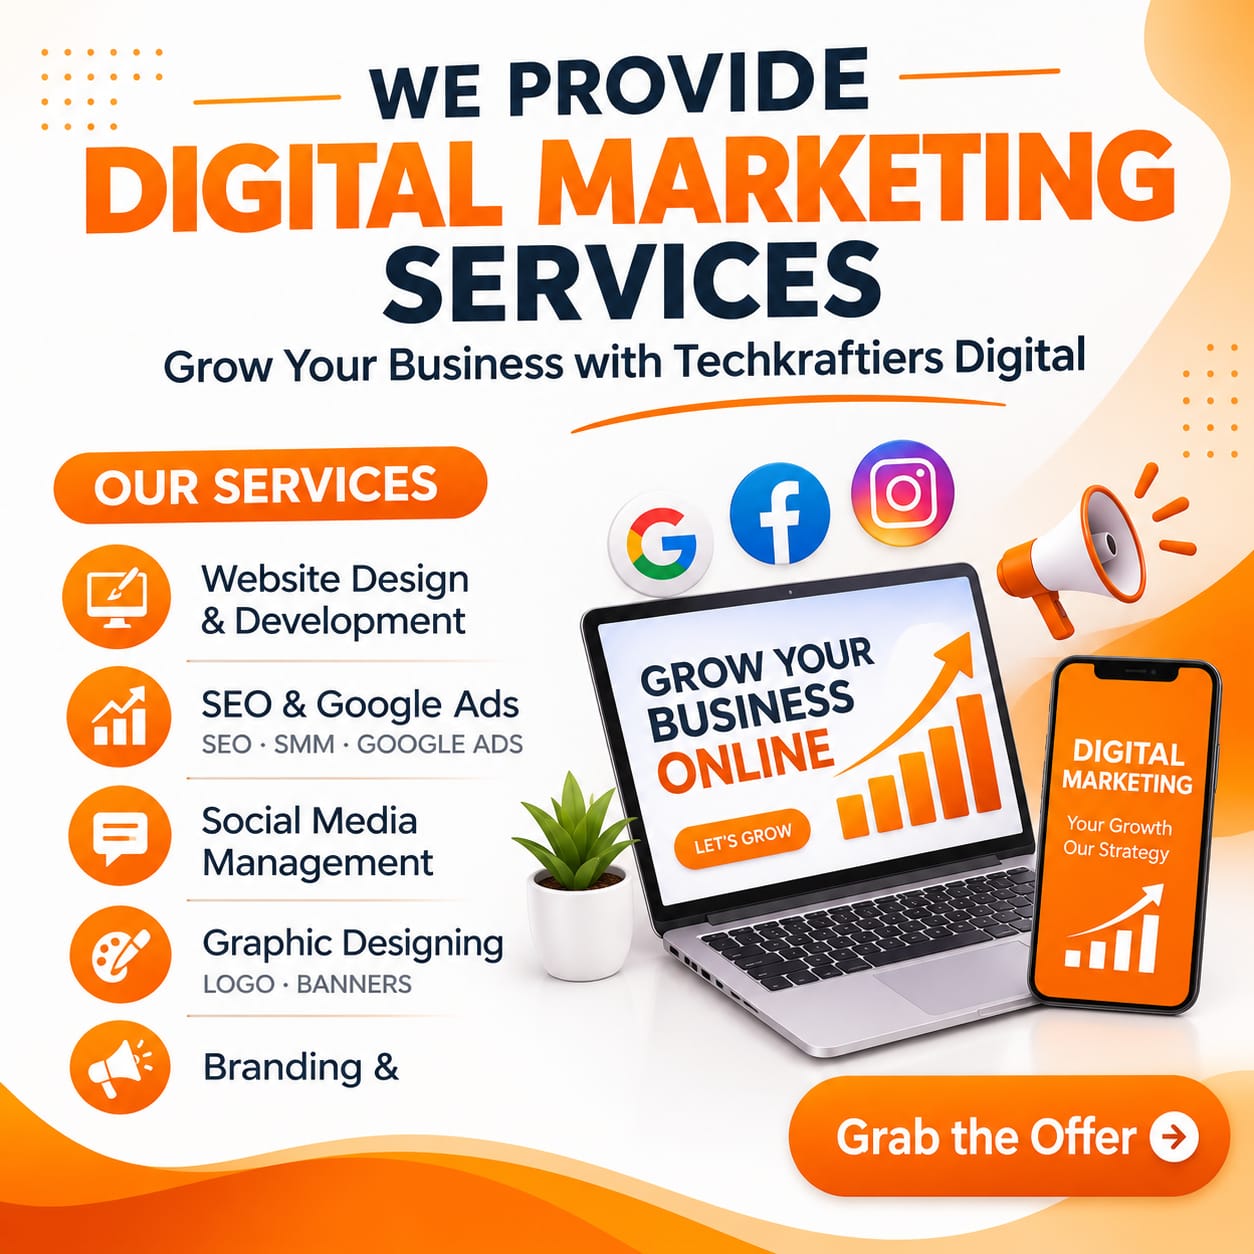 WE PROVIDE
DIGITAL MARKETING
SERVICES
Grow Your Business with Techkraftiers Digital
OUR SERVICES
Website Design
& Development
SEO & Google Ads
SEO · SMM · GOOGLE ADS
Social Media
Management
Graphic Designing
LOGO · BANNERS
Branding &
GROW YOUR
BUSINESS
ONLINE
LET'S GROW
DIGITAL
MARKETING
Your Growth
Our Strategy
Grab the Offer